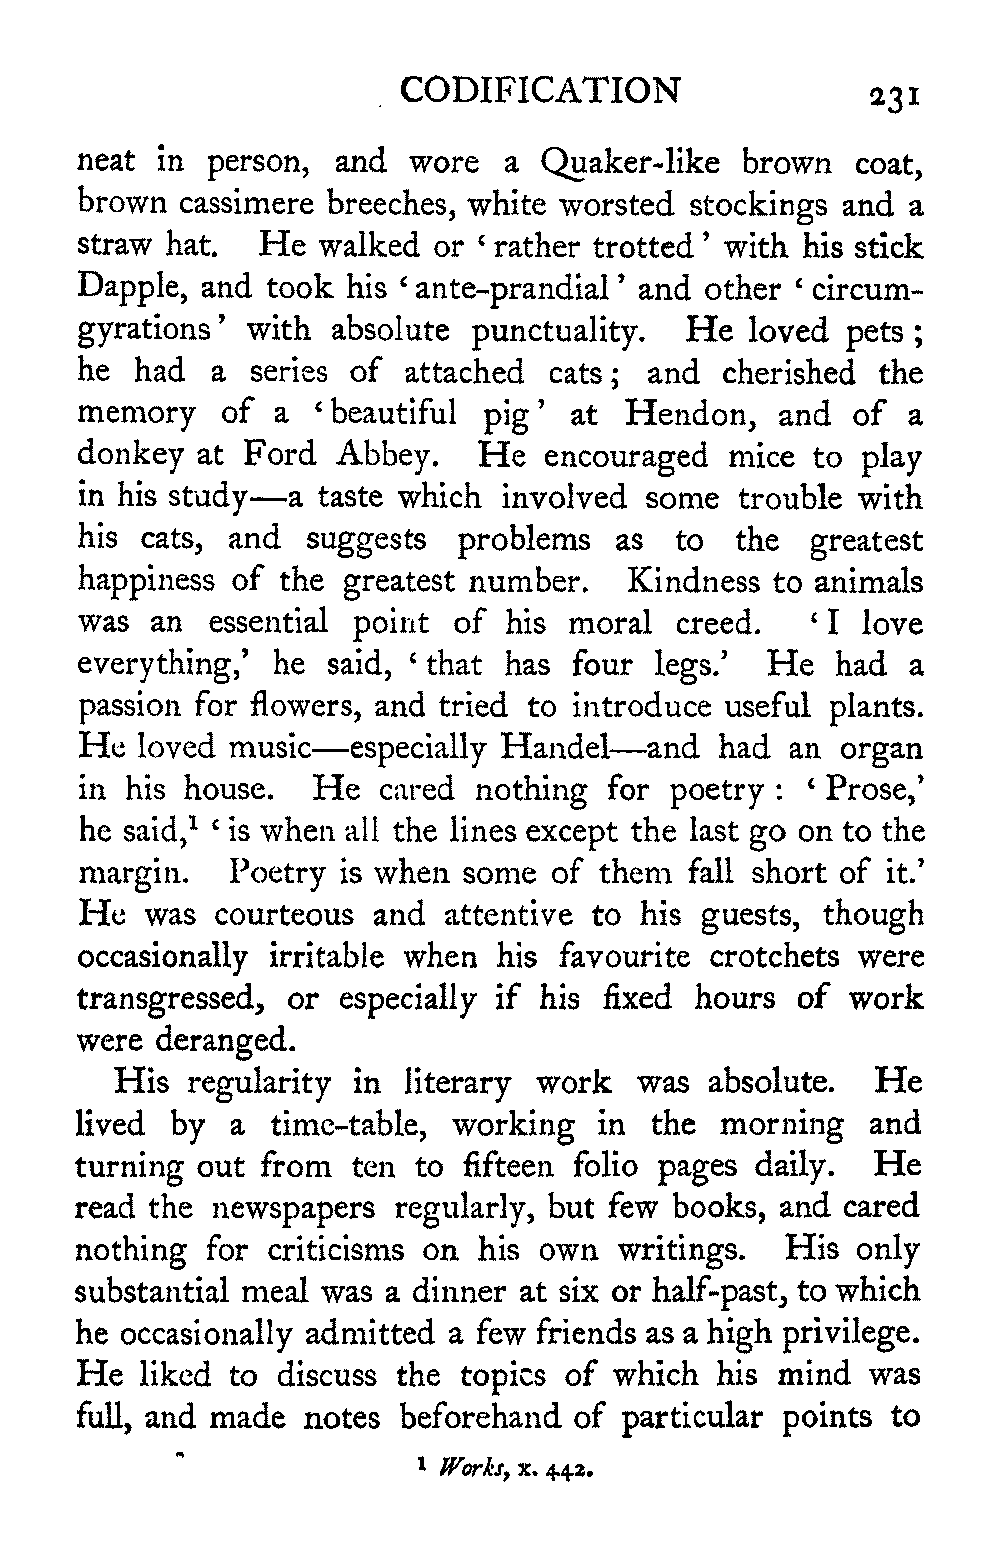 CODIFICATION 231
neat in person, and wore a Quaker-like brown coat,
brown cassimere breeches, white worsted stockings and a
straw hat. He walked or ‘ rather trotted ’ with his stick
Dapple, and took his ‘ ante-prandial ’ and other ‘ circum-
gyrations ’ with absolute punctuality. He loved pets ;
he had a series of attached cats ; and cherished the
memory of a ‘ beautiful pig ’ at Hendon, and of a
donkey at Ford Abbey. He encouraged mice to play
in his study—a taste which involved some trouble with
his cats, and suggests problems as to the greatest
happiness of the greatest number. Kindness to animals
was an essential point of his moral creed. ‘ I love
everything,’ he said, ‘ that has four legs.’ He had a
passion for flowers, and tried to introduce useful plants.
He loved music—especially Handel—and had an organ
in his house. He cared nothing for poetry : ‘ Prose,’
he said,¹ ‘ is when all the lines except the last go on to the
margin. Poetry is when some of them fall short of it.’
He was courteous and attentive to his guests, though
occasionally irritable when his favourite crotchets were
transgressed, or especially if his fixed hours of work
were deranged.
His regularity in literary work was absolute. He
lived by a time-table, working in the morning and
turning out from ten to fifteen folio pages daily. He
read the newspapers regularly, but few books, and cared
nothing for criticisms on his own writings. His only
substantial meal was a dinner at six or half-past, to which
he occasionally admitted a few friends as a high privilege.
He liked to discuss the topics of which his mind was
full, and made notes beforehand of particular points to
¹ Works, x. 442.